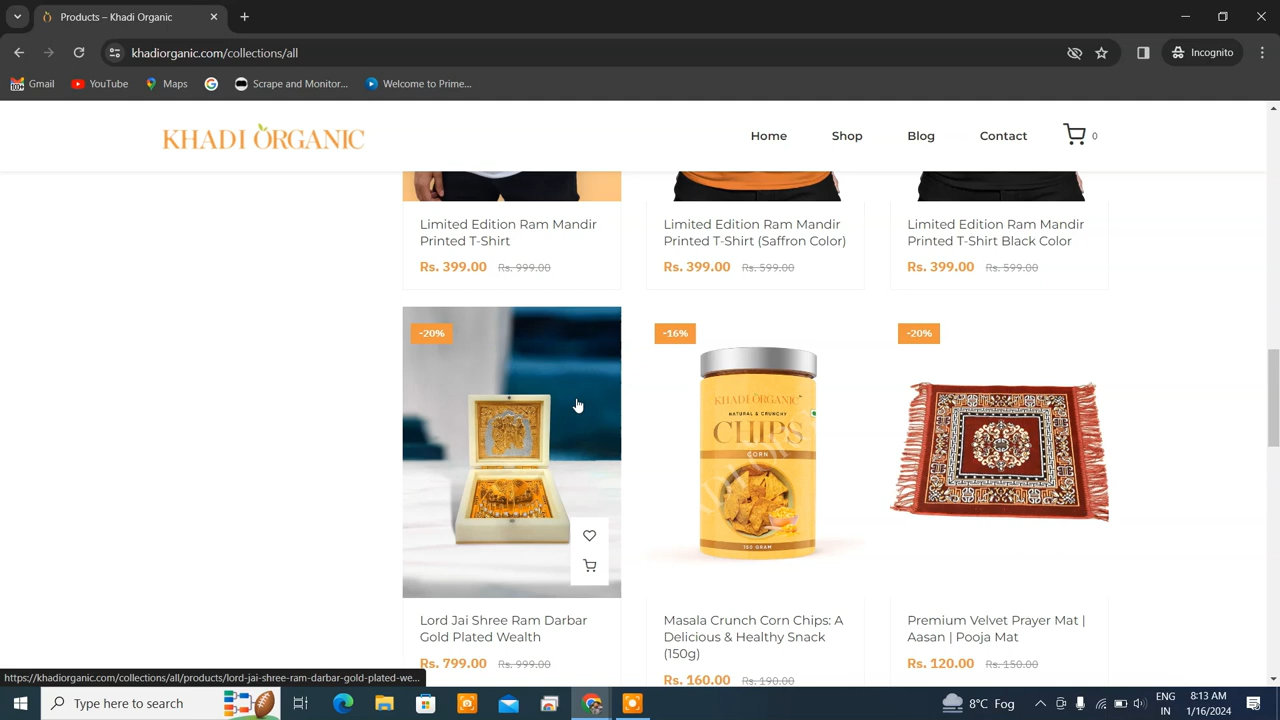 Products – Khadi Organic
khadiorganic.com/collections/all
Incognito
Gmail
YouTube
Maps
Scrape and Monitor...
Welcome to Prime...
KHADI ORGANIC
Home
Shop
Blog
Contact
0
Limited Edition Ram Mandir
Printed T-Shirt
Rs. 399.00 Rs. 999.00
Limited Edition Ram Mandir
Printed T-Shirt (Saffron Color)
Rs. 399.00 Rs. 599.00
Limited Edition Ram Mandir
Printed T-Shirt Black Color
Rs. 399.00 Rs. 599.00
-20%
-16%
KHADI ORGANIC™
NATURAL & CRUNCHY
CHIPS
CORN
150 GRAM
-20%
Lord Jai Shree Ram Darbar
Gold Plated Wealth
Rs. 799.00 Rs. 999.00
Masala Crunch Corn Chips: A
Delicious & Healthy Snack
(150g)
Rs. 160.00 Rs. 190.00
Premium Velvet Prayer Mat |
Aasan | Pooja Mat
Rs. 120.00 Rs. 150.00
https://khadiorganic.com/collections/all/products/lord-jai-shree-ram-darbar-gold-plated-we...
Type here to search
8°C Fog
ENG
IN
8:13 AM
1/16/2024